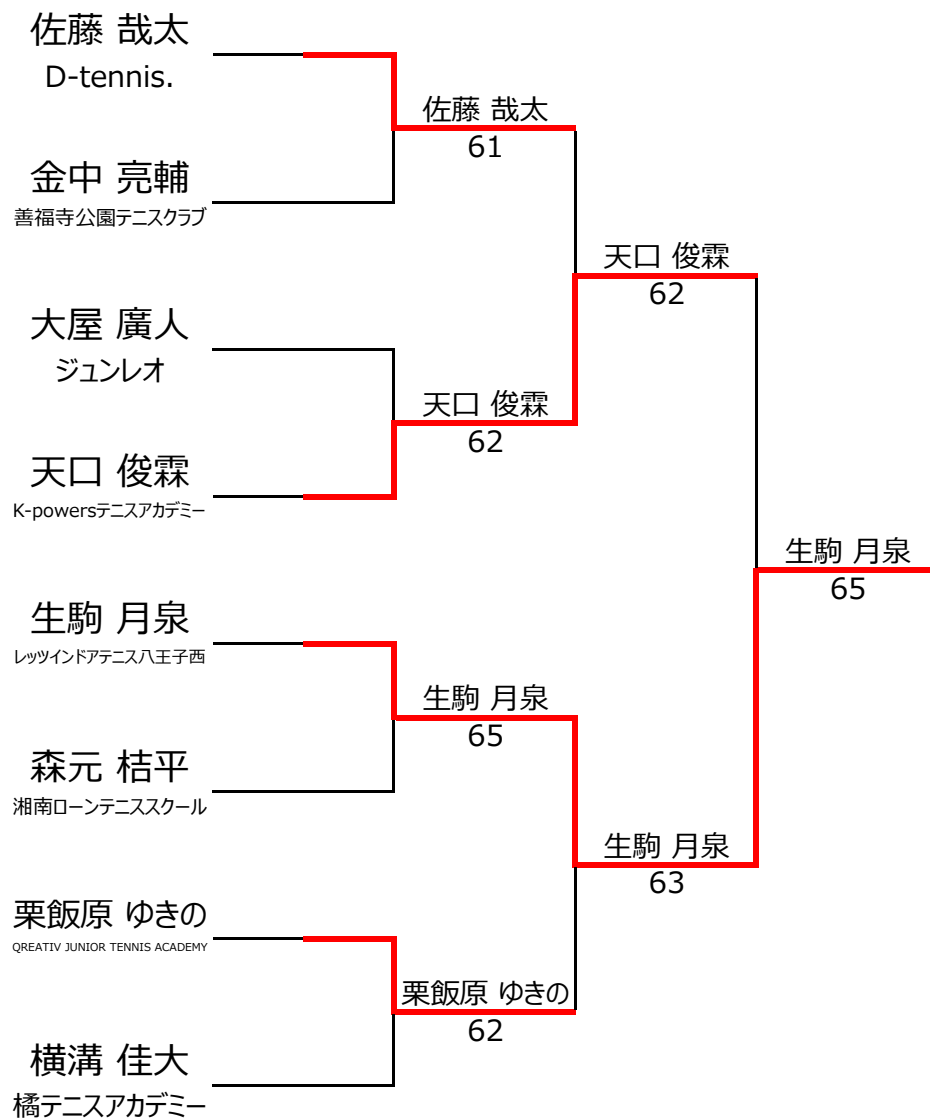 佐藤 哉太
D-tennis.
佐藤 哉太
61
金中 亮輔
善福寺公園テニスクラブ
天口 俊霖
62
大屋 廣人
ジュンレオ
天口 俊霖
62
天口 俊霖
K-powersテニスアカデミー
生駒 月泉
65
生駒 月泉
レッツインドアテニス八王子西
生駒 月泉
65
森元 桔平
湘南ローンテニススクール
生駒 月泉
63
栗飯原 ゆきの
QREATIV JUNIOR TENNIS ACADEMY
栗飯原 ゆきの
62
横溝 佳大
橘テニスアカデミー